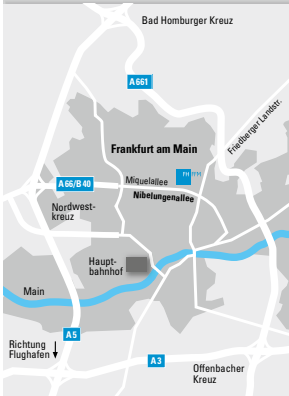 Bad Homburger Kreuz
A661
Friedberger Landstr.
Frankfurt am Main
FH FFM
A66/B40
Miquelallee
Nibelungenallee
Nordwest-
kreuz
Haupt-
bahnhof
Main
A5
Richtung
Flughafen
A3
Offenbacher
Kreuz